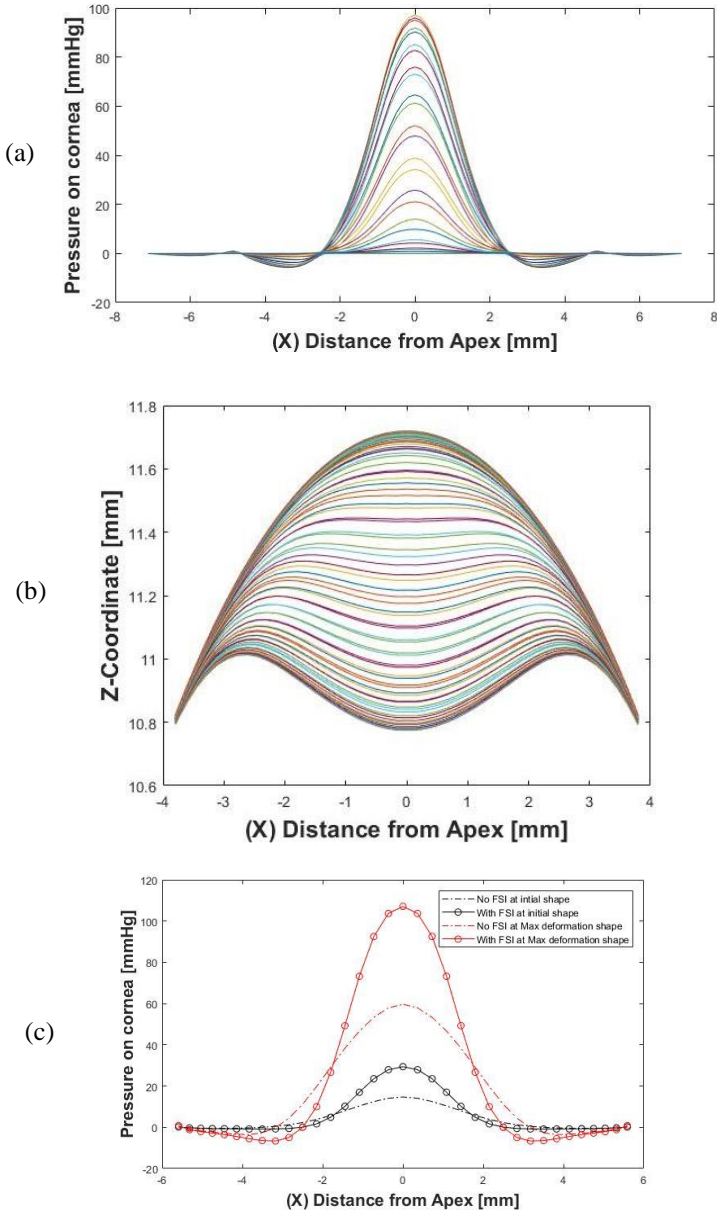 (a)
Pressure on cornea [mmHg]
100
80
60
40
20
0
-20
-8 -6 -4 -2 0 2 4 6 8
(X) Distance from Apex [mm]
(b)
Z-Coordinate [mm]
11.8
11.6
11.4
11.2
11
10.8
10.6
-4 -3 -2 -1 0 1 2 3 4
(X) Distance from Apex [mm]
(c)
Pressure on cornea [mmHg]
120
100
80
60
40
20
0
-20
-6 -4 -2 0 2 4 6
No FSI at intial shape
With FSI at initial shape
No FSI at Max deformation shape
With FSI at Max deformation shape
(X) Distance from Apex [mm]